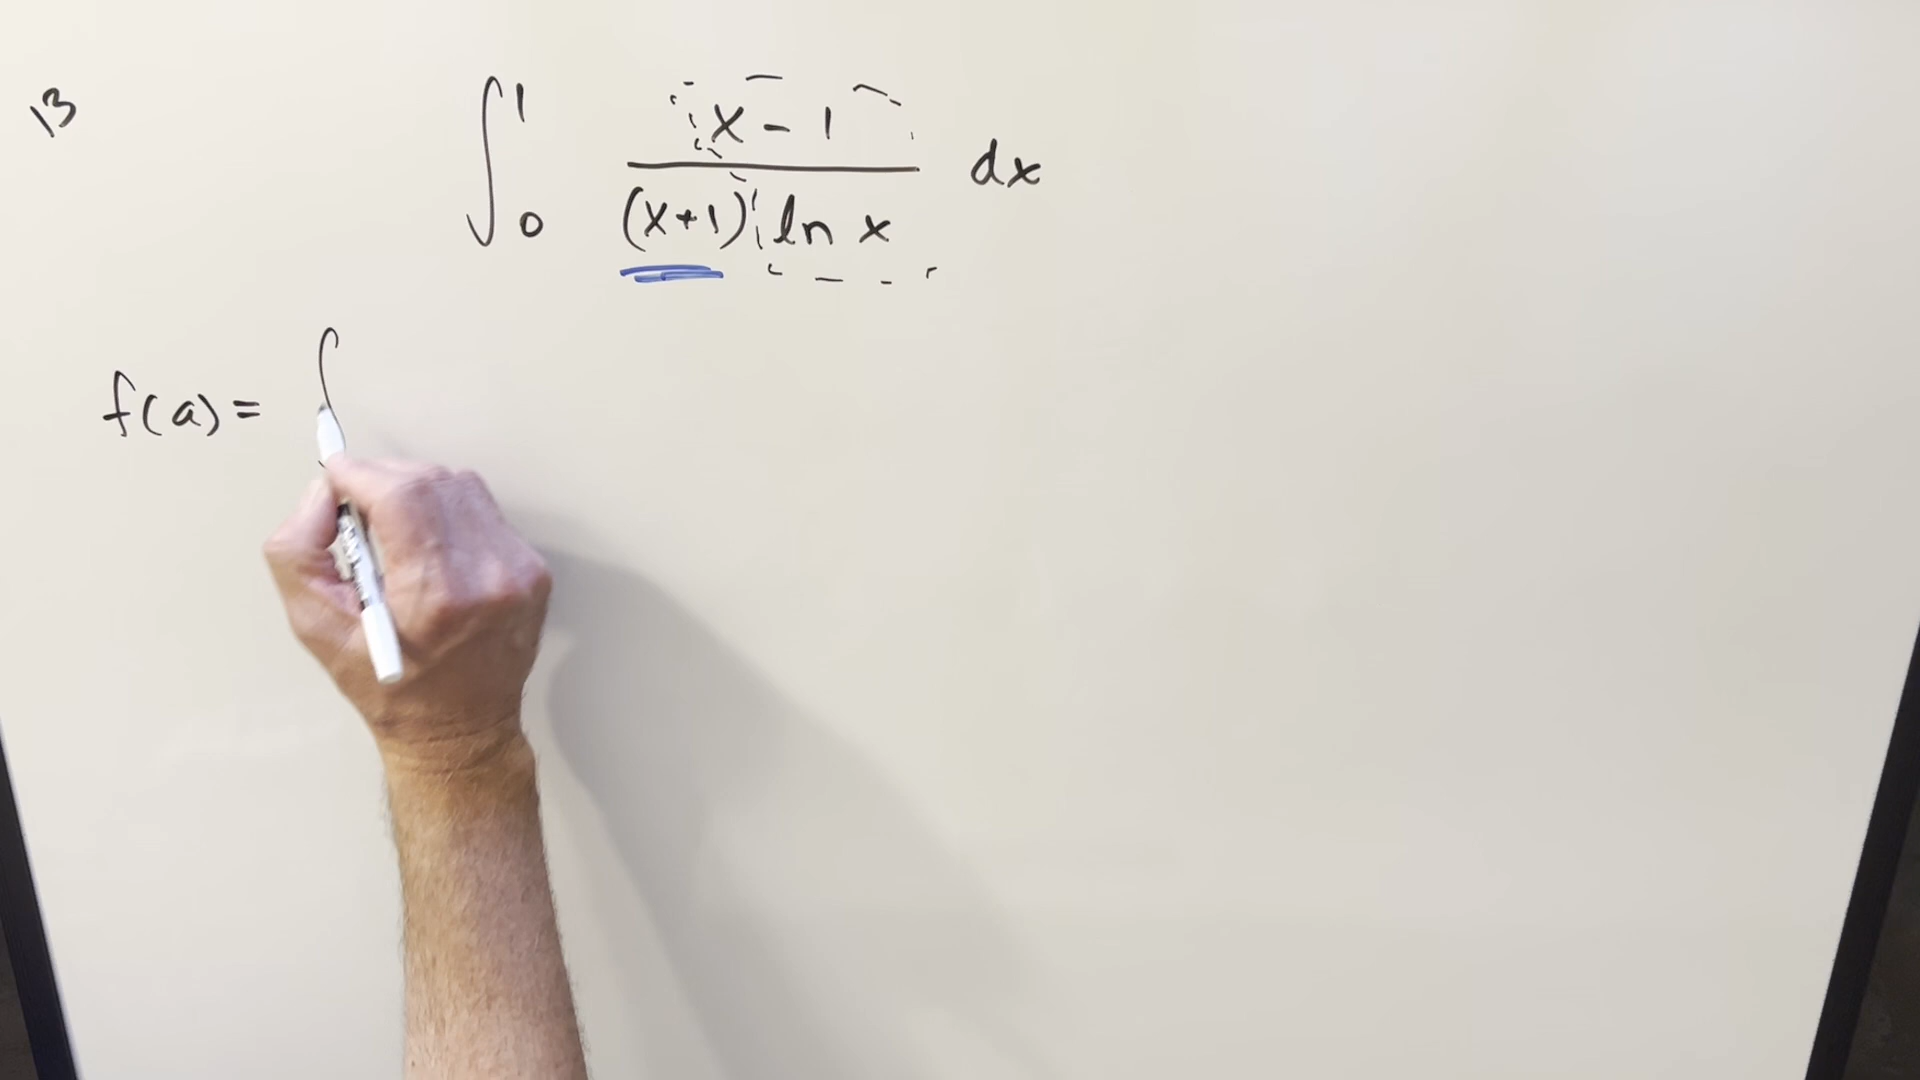 13
∫₀¹ (x - 1) / ((x+1) ln x) dx
f(a) = ∫